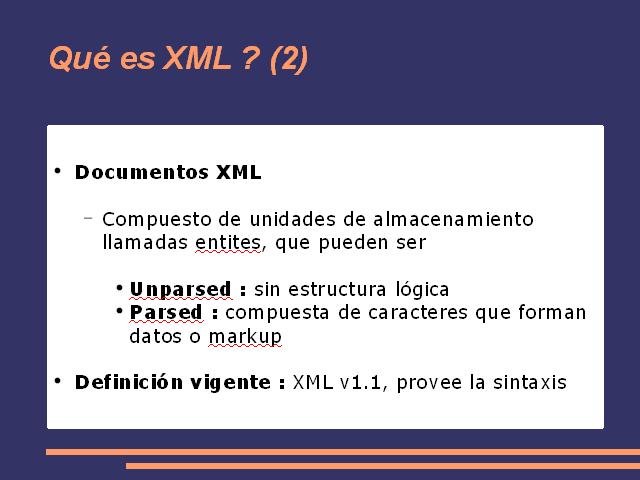 Qué es XML ? (2)
• Documentos XML
– Compuesto de unidades de almacenamiento
llamadas entites, que pueden ser
• Unparsed : sin estructura lógica
• Parsed : compuesta de caracteres que forman
datos o markup
• Definición vigente : XML v1.1, provee la sintaxis